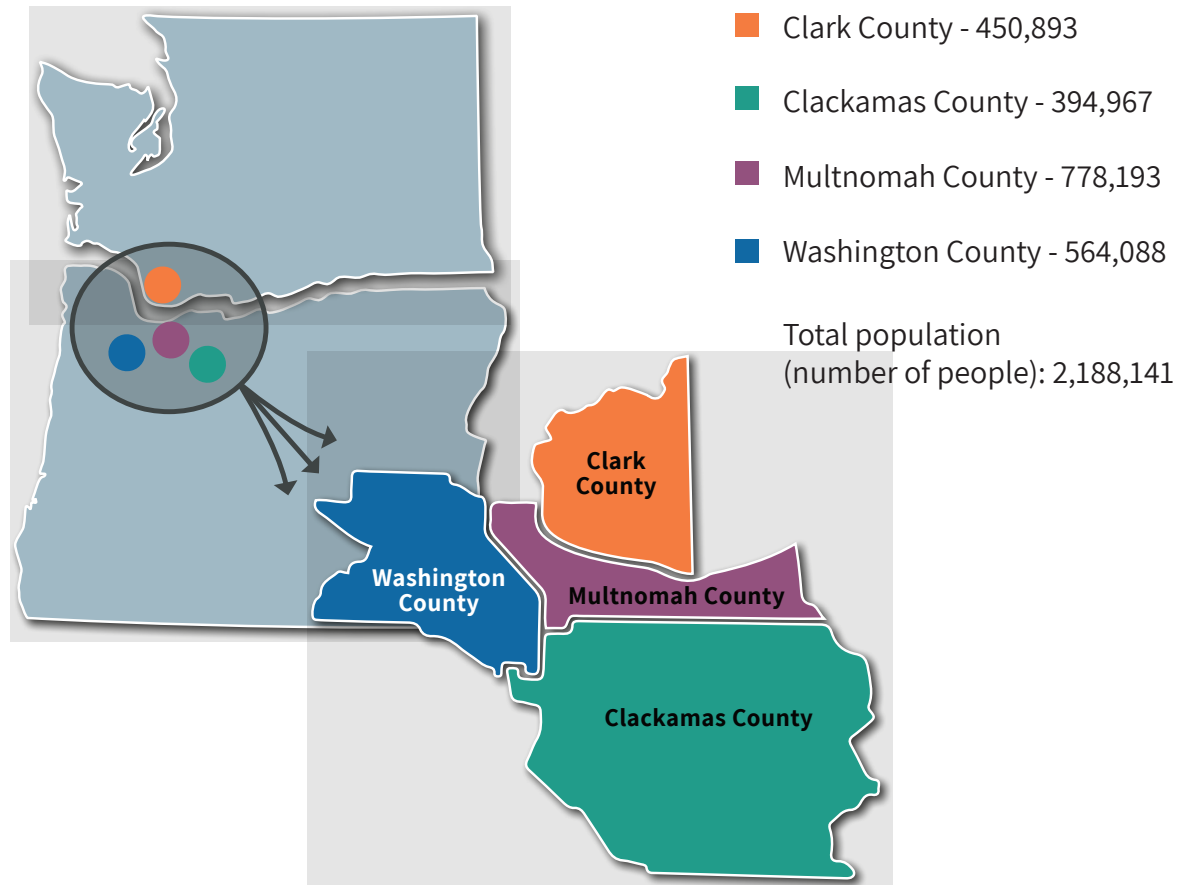 Clark County - 450,893
Clackamas County - 394,967
Multnomah County - 778,193
Washington County - 564,088
Total population
(number of people): 2,188,141
Clark
County
Washington
County
Multnomah County
Clackamas County